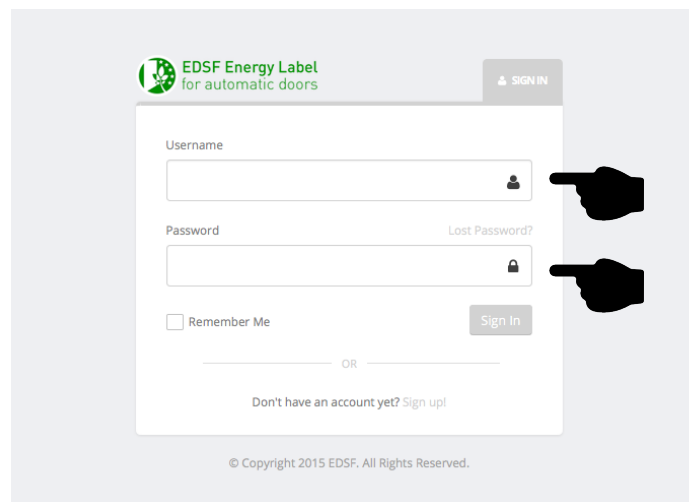 EDSF Energy Label
for automatic doors
SIGN IN
Username
Password
Lost Password?
Remember Me
Sign In
OR
Don't have an account yet? Sign up!
© Copyright 2015 EDSF. All Rights Reserved.